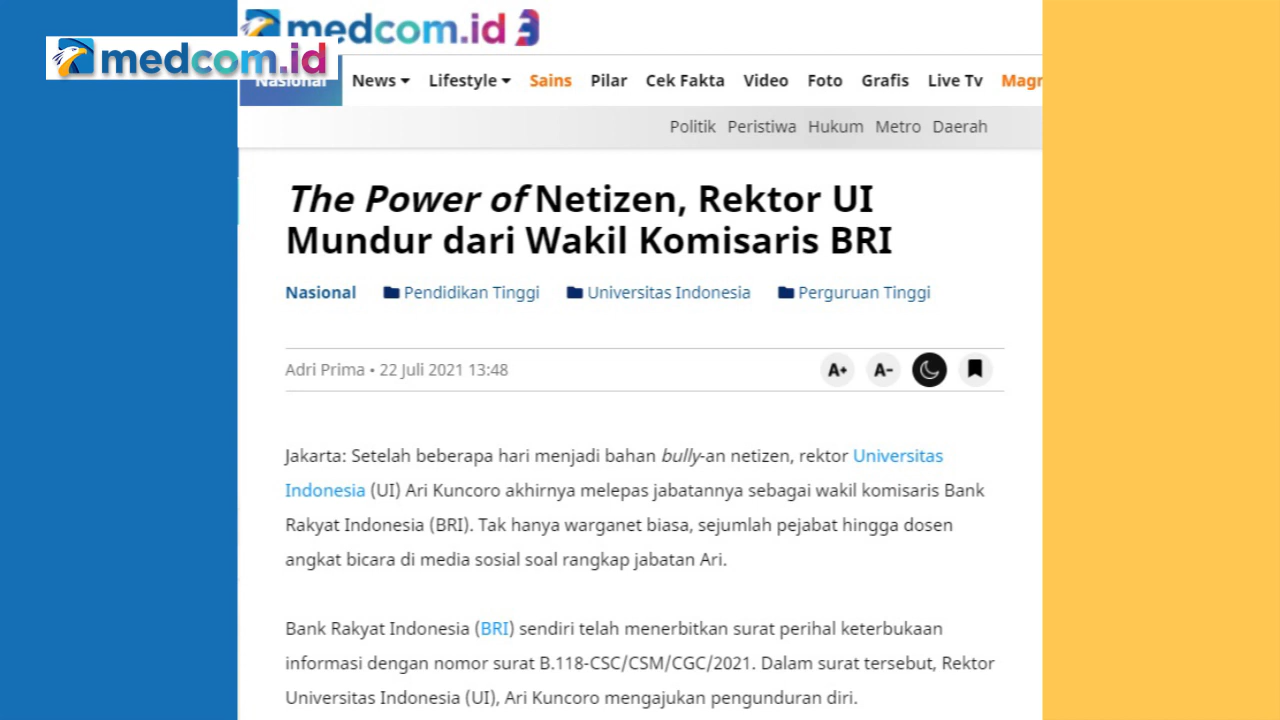 medcom.id 3
medcom.id
Nasional News Lifestyle Sains Pilar Cek Fakta Video Foto Grafis Live Tv Magn
Politik Peristiwa Hukum Metro Daerah
The Power of Netizen, Rektor UI
Mundur dari Wakil Komisaris BRI
Nasional Pendidikan Tinggi Universitas Indonesia Perguruan Tinggi
Adri Prima • 22 Juli 2021 13:48
A+ A-
Jakarta: Setelah beberapa hari menjadi bahan bully-an netizen, rektor Universitas
Indonesia (UI) Ari Kuncoro akhirnya melepas jabatannya sebagai wakil komisaris Bank
Rakyat Indonesia (BRI). Tak hanya warganet biasa, sejumlah pejabat hingga dosen
angkat bicara di media sosial soal rangkap jabatan Ari.
Bank Rakyat Indonesia (BRI) sendiri telah menerbitkan surat perihal keterbukaan
informasi dengan nomor surat B.118-CSC/CSM/CGC/2021. Dalam surat tersebut, Rektor
Universitas Indonesia (UI), Ari Kuncoro mengajukan pengunduran diri.